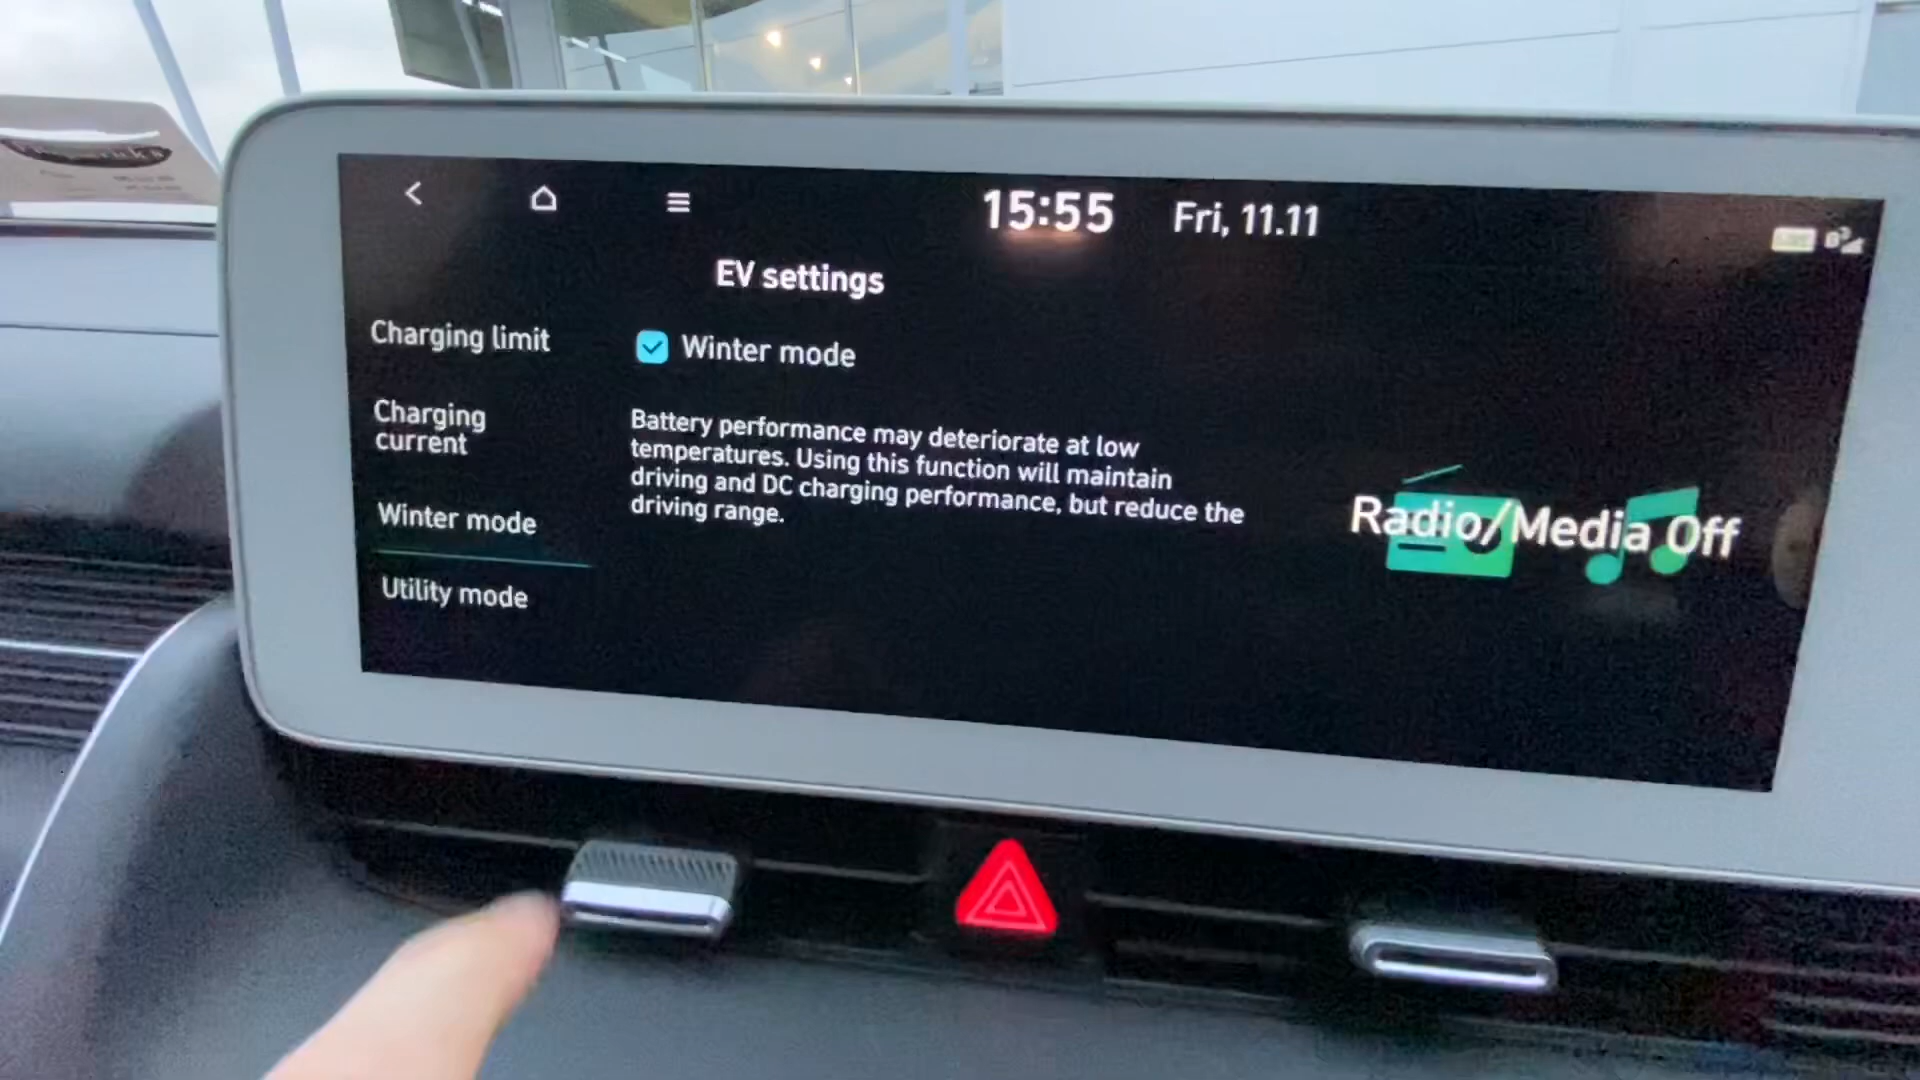 15:55
Fri, 11.11
EV settings
Charging limit
Charging
current
Winter mode
Utility mode
Winter mode
Battery performance may deteriorate at low
temperatures. Using this function will maintain
driving and DC charging performance, but reduce the
driving range.
Radio/Media Off